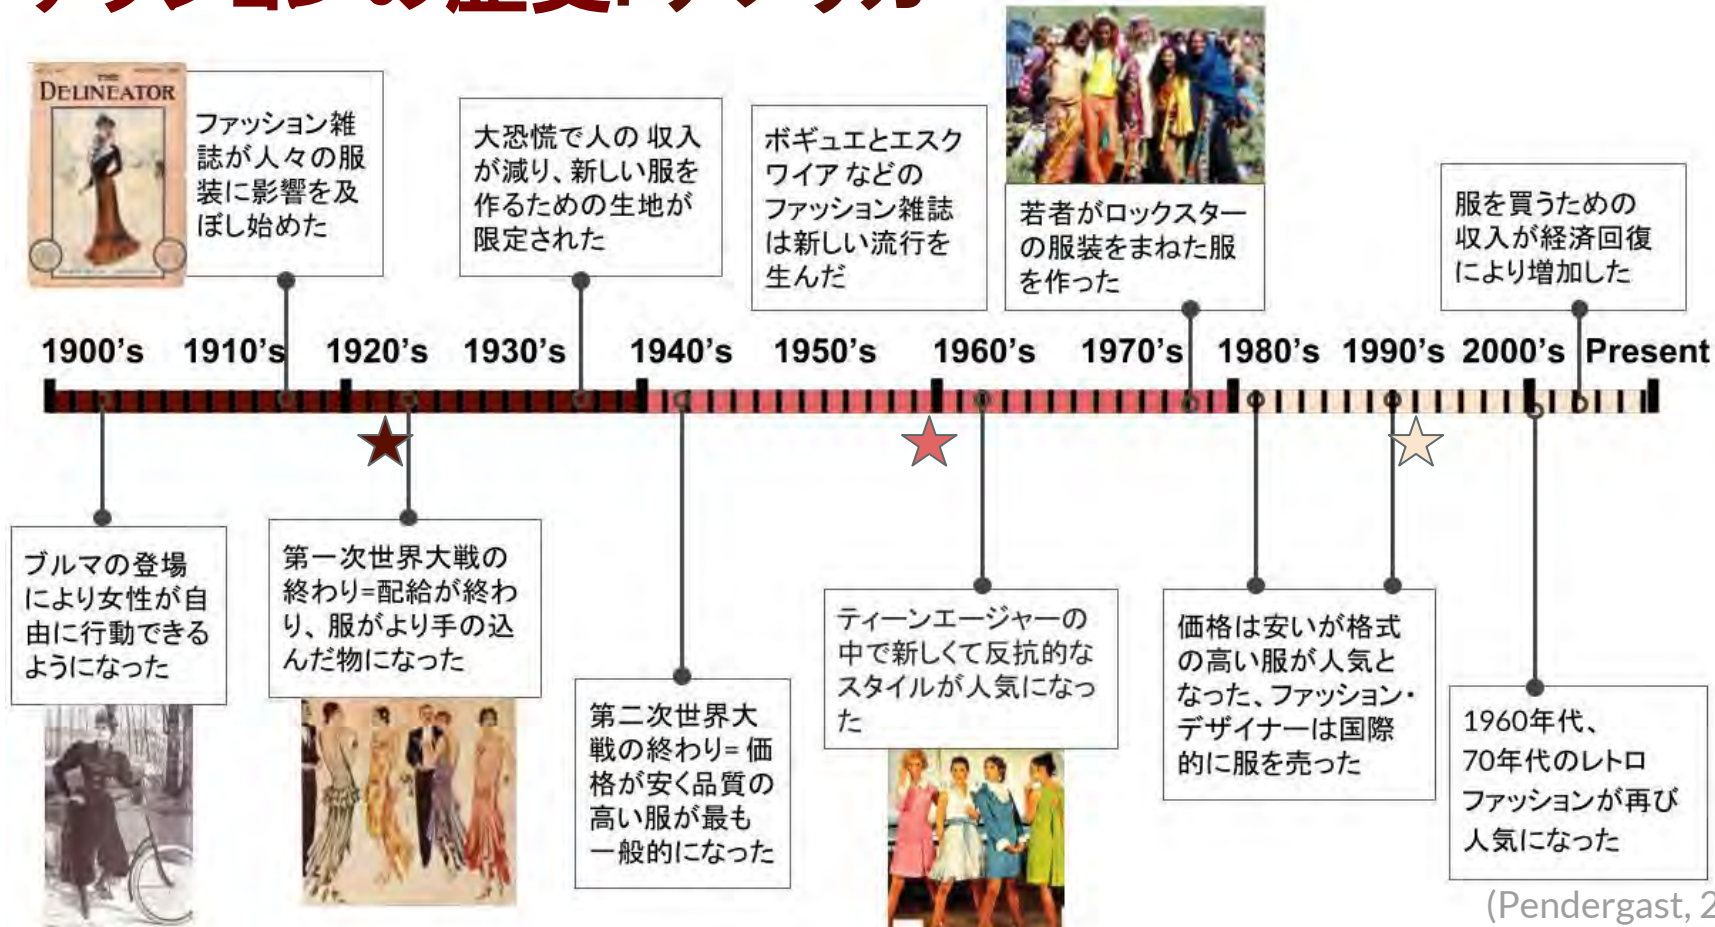 ファッションの歴史:アメリカ
THE
DELINEATOR
ファッション雑
誌が人々の服
装に影響を及
ぼし始めた
大恐慌で人の 収入
が減り、新しい服を
作るための生地が
限定された
ボギュエとエスク
ワイア などの
ファッション雑誌
は新しい流行を
生んだ
若者がロックスター
の服装をまねた服
を作った
服を買うための
収入が経済回復
により増加した
1900's 1910's 1920's 1930's 1940's 1950's 1960's 1970's 1980's 1990's 2000's Present
ブルマの登場
により女性が自
由に行動できる
ようになった
第一次世界大戦の
終わり=配給が終わ
り、服がより手の込
んだ物になった
第二次世界大
戦の終わり= 価
格が安く品質の
高い服が最も
一般的になった
ティーンエージャーの
中で新しくて反抗的な
スタイルが人気になっ
た
価格は安いが格式
の高い服が人気と
なった、ファッション・
デザイナーは国際
的に服を売った
1960年代、
70年代のレトロ
ファッションが再び
人気になった
(Pendergast, 2